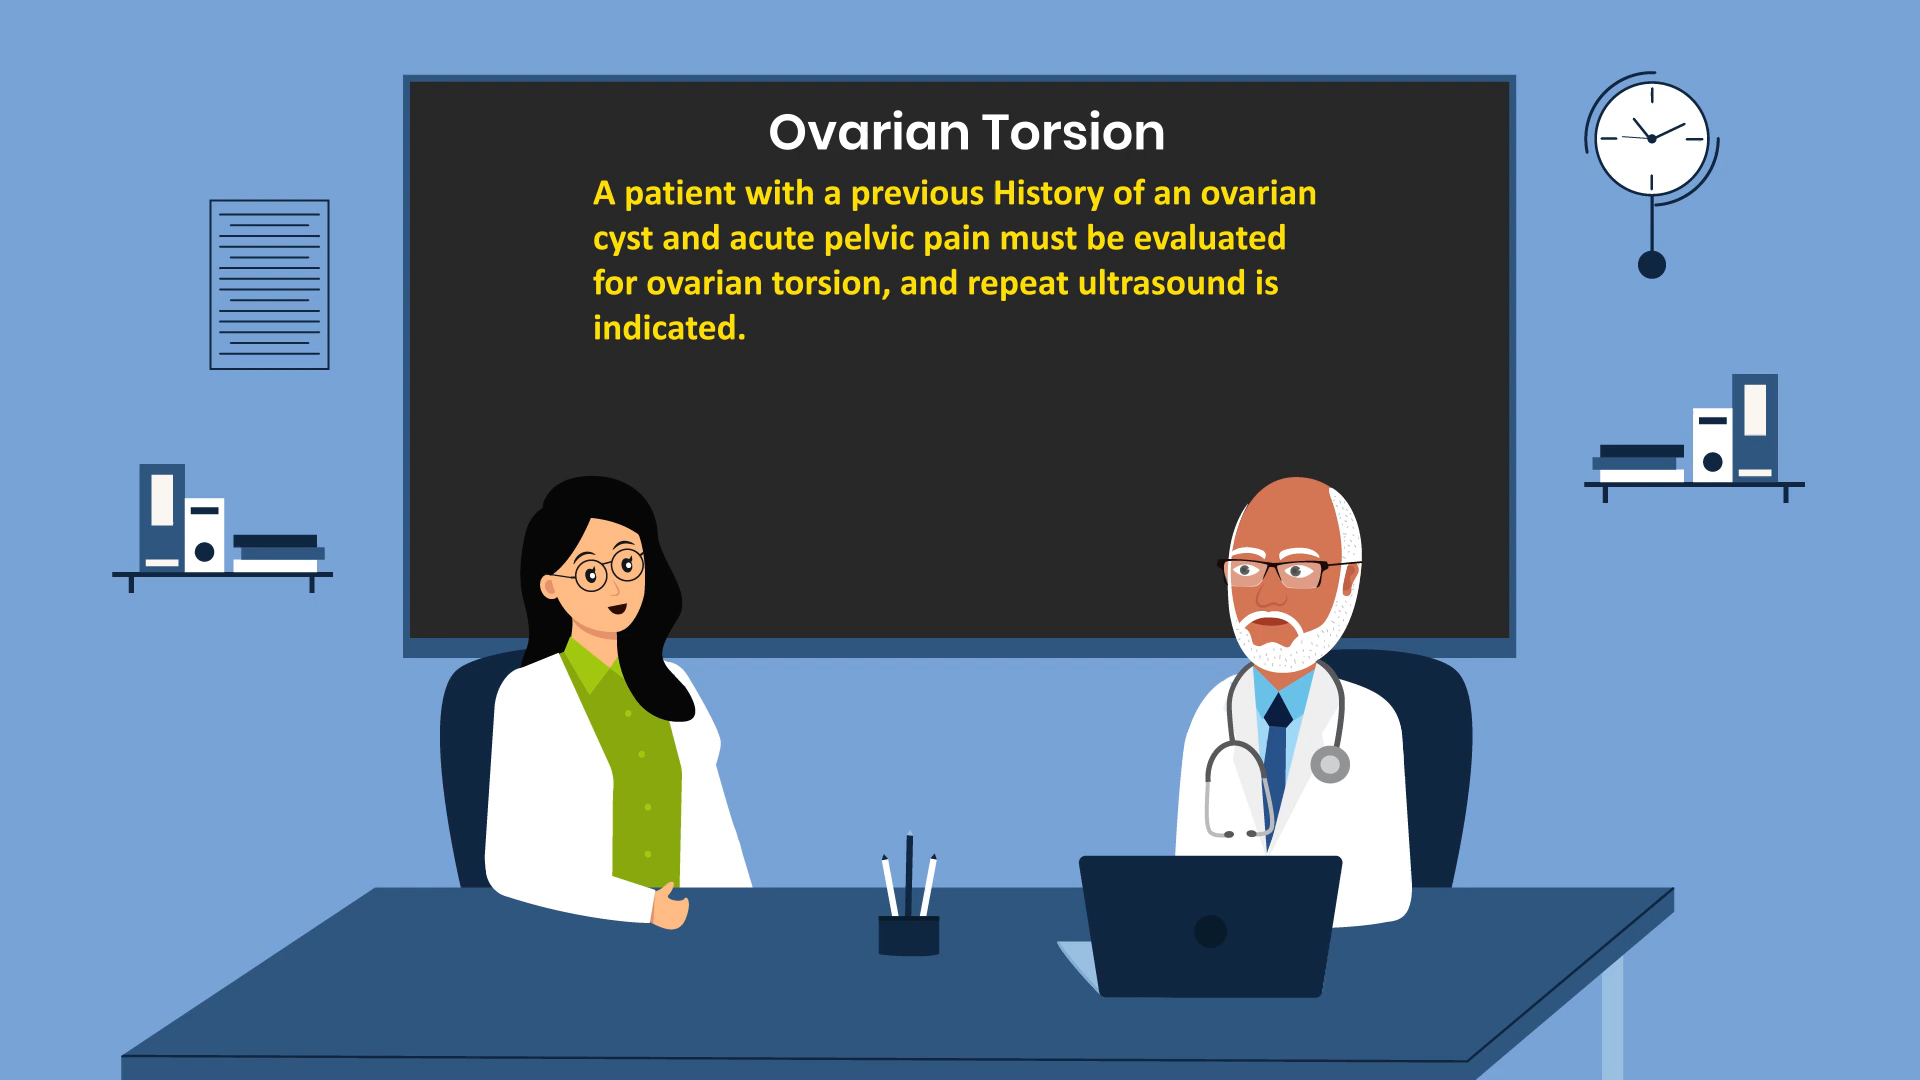 Ovarian Torsion
A patient with a previous History of an ovarian
cyst and acute pelvic pain must be evaluated
for ovarian torsion, and repeat ultrasound is
indicated.